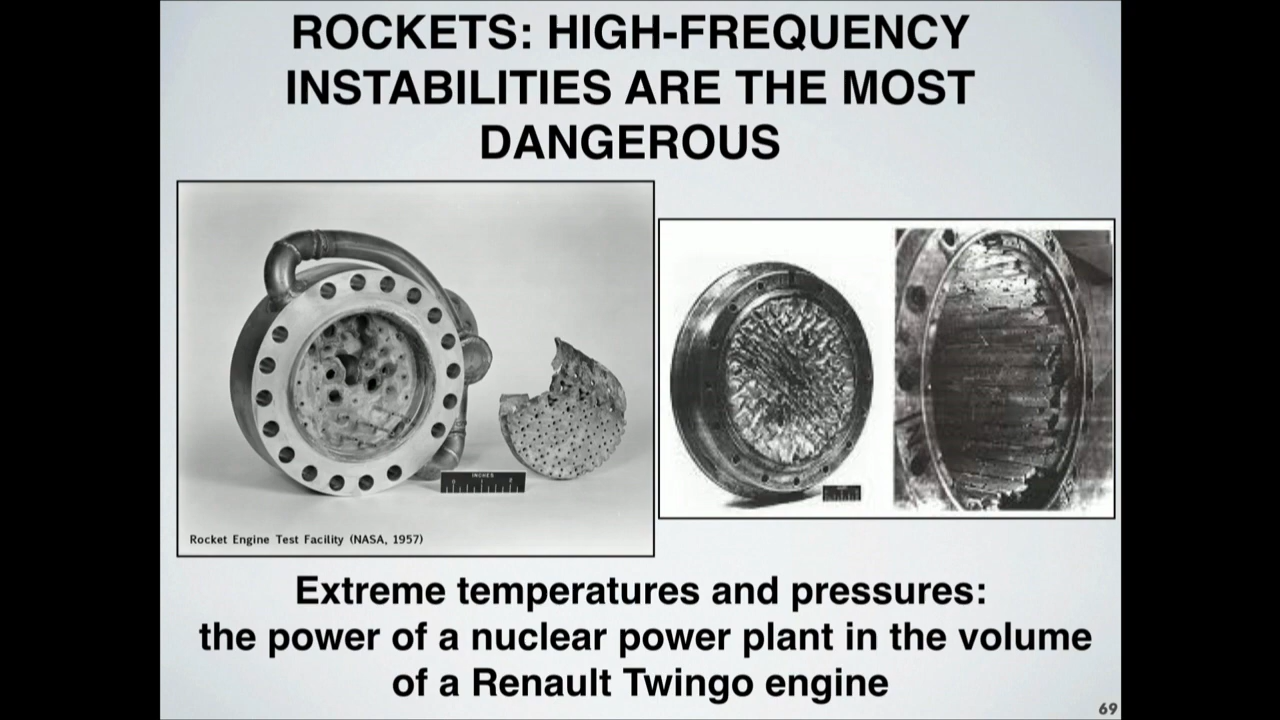 ROCKETS: HIGH-FREQUENCY
INSTABILITIES ARE THE MOST
DANGEROUS
INCHES
Rocket Engine Test Facility (NASA, 1957)
Extreme temperatures and pressures:
the power of a nuclear power plant in the volume
of a Renault Twingo engine
69